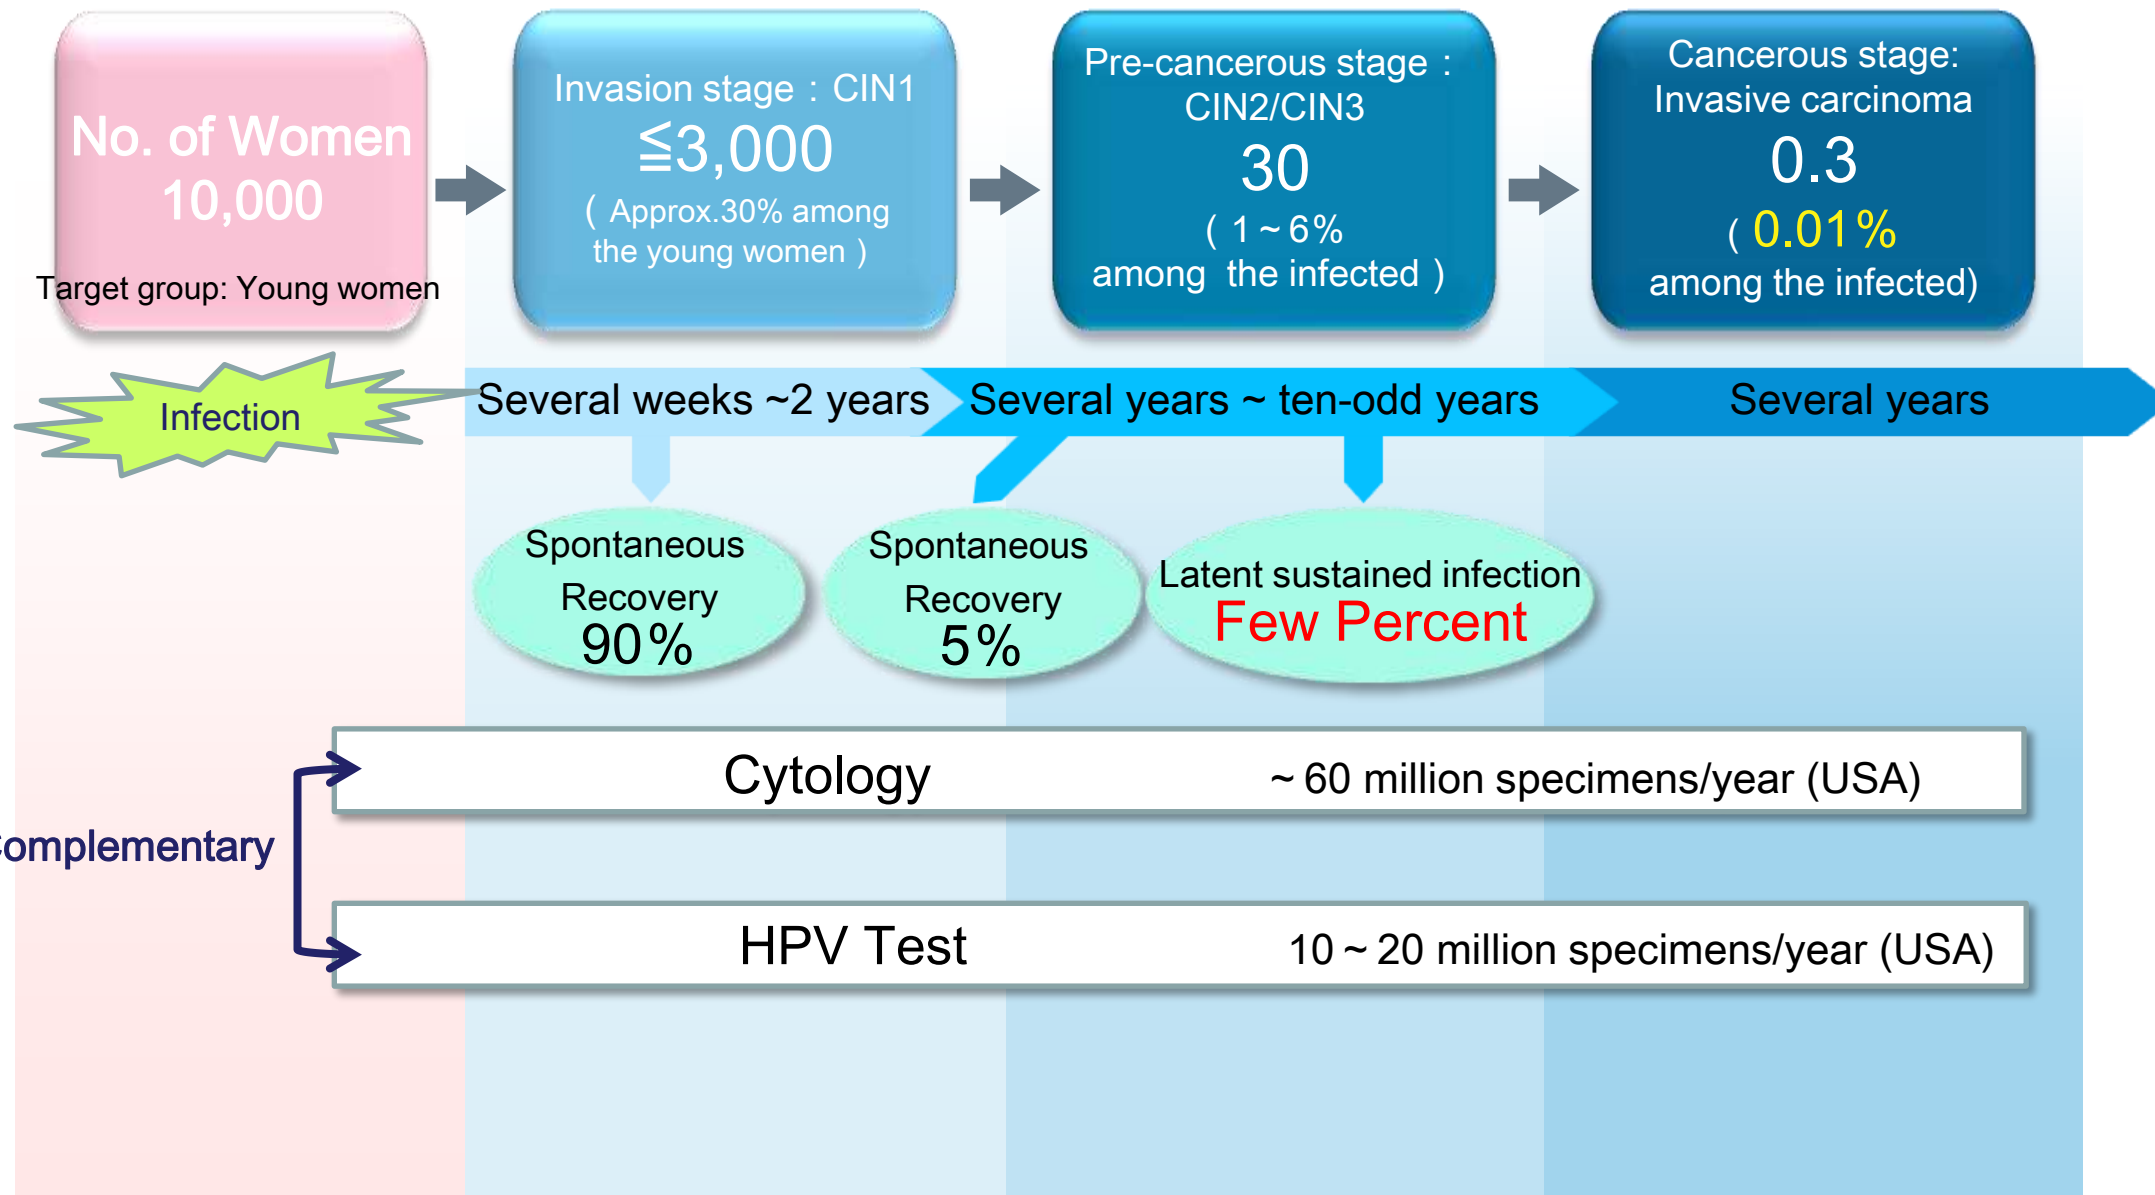 No. of Women
10,000
Target group: Young women
Invasion stage : CIN1
≦3,000
( Approx.30% among
the young women )
Pre-cancerous stage :
CIN2/CIN3
30
( 1 ~ 6%
among the infected )
Cancerous stage:
Invasive carcinoma
0.3
( 0.01%
among the infected)
Infection
Several weeks ~2 years
Several years ~ ten-odd years
Several years
Spontaneous
Recovery
90%
Spontaneous
Recovery
5%
Latent sustained infection
Few Percent
Cytology
~ 60 million specimens/year (USA)
Complementary
HPV Test
10 ~ 20 million specimens/year (USA)